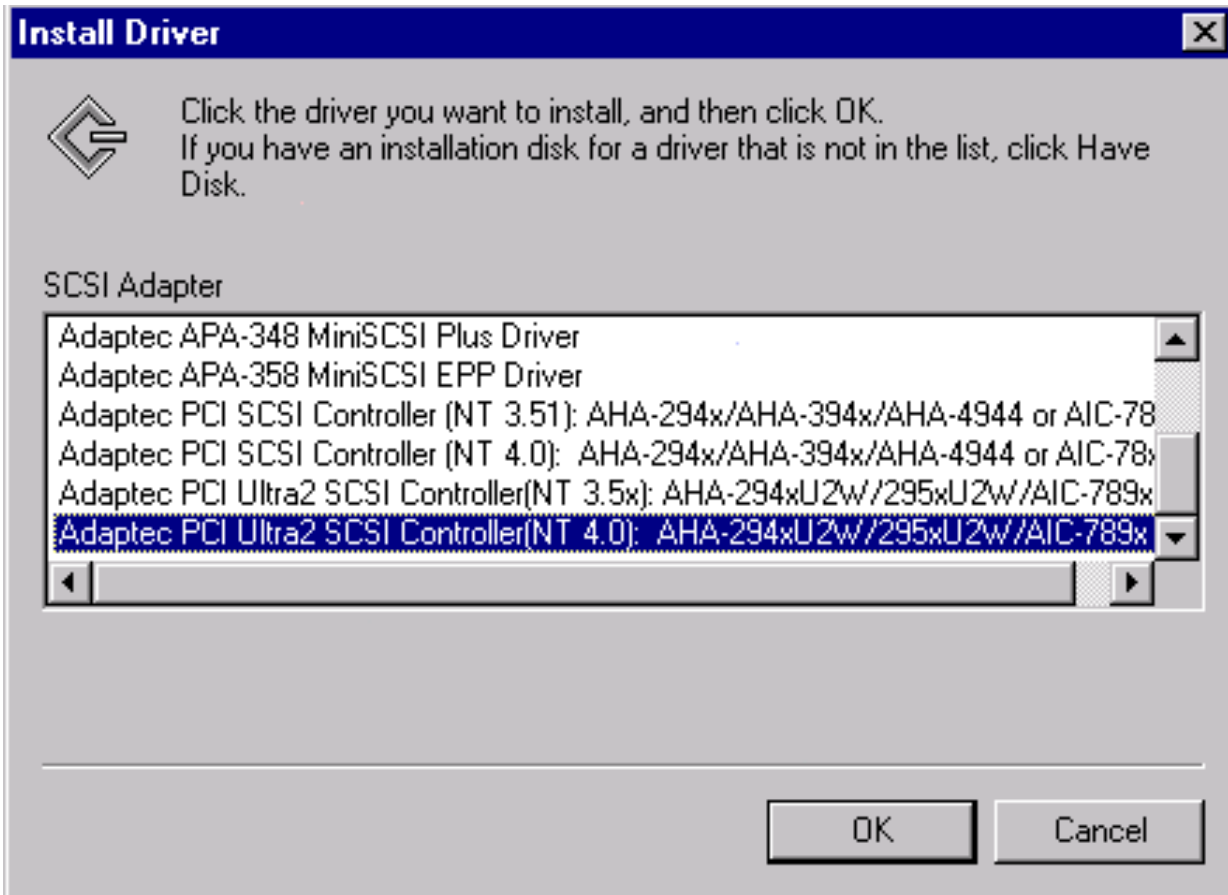 Install Driver
Click the driver you want to install, and then click OK.
If you have an installation disk for a driver that is not in the list, click Have
Disk.
SCSI Adapter
Adaptec APA-348 MiniSCSI Plus Driver
Adaptec APA-358 MiniSCSI EPP Driver
Adaptec PCI SCSI Controller (NT 3.51): AHA-294x/AHA-394x/AHA-4944 or AIC-78
Adaptec PCI SCSI Controller (NT 4.0):  AHA-294x/AHA-394x/AHA-4944 or AIC-78x
Adaptec PCI Ultra2 SCSI Controller(NT 3.5x): AHA-294xU2W/295xU2W/AIC-789x
Adaptec PCI Ultra2 SCSI Controller(NT 4.0):  AHA-294xU2W/295xU2W/AIC-789x
OK
Cancel